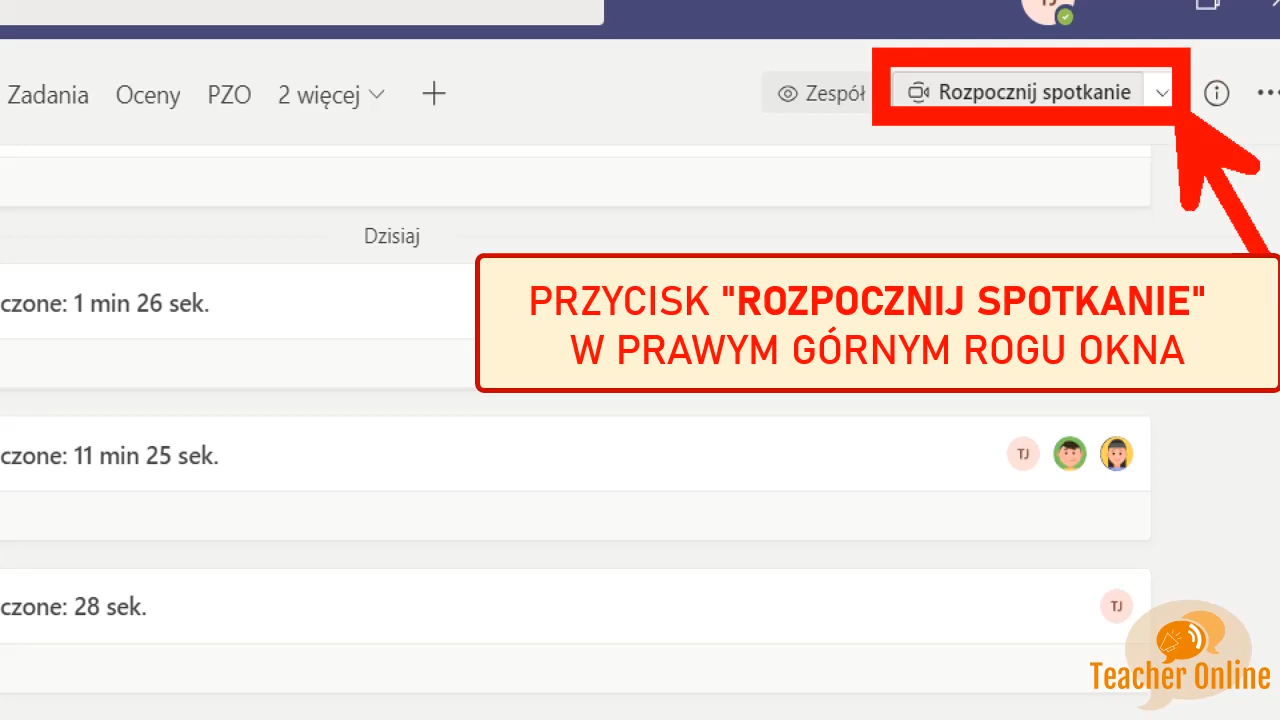 Zadania Oceny PZO 2 więcej Zespół Rozpocznij spotkanie
Dzisiaj
czone: 1 min 26 sek.
PRZYCISK "ROZPOCZNIJ SPOTKANIE"
W PRAWYM GÓRNYM ROGU OKNA
czone: 11 min 25 sek. TJ
czone: 28 sek. TJ
Teacher Online